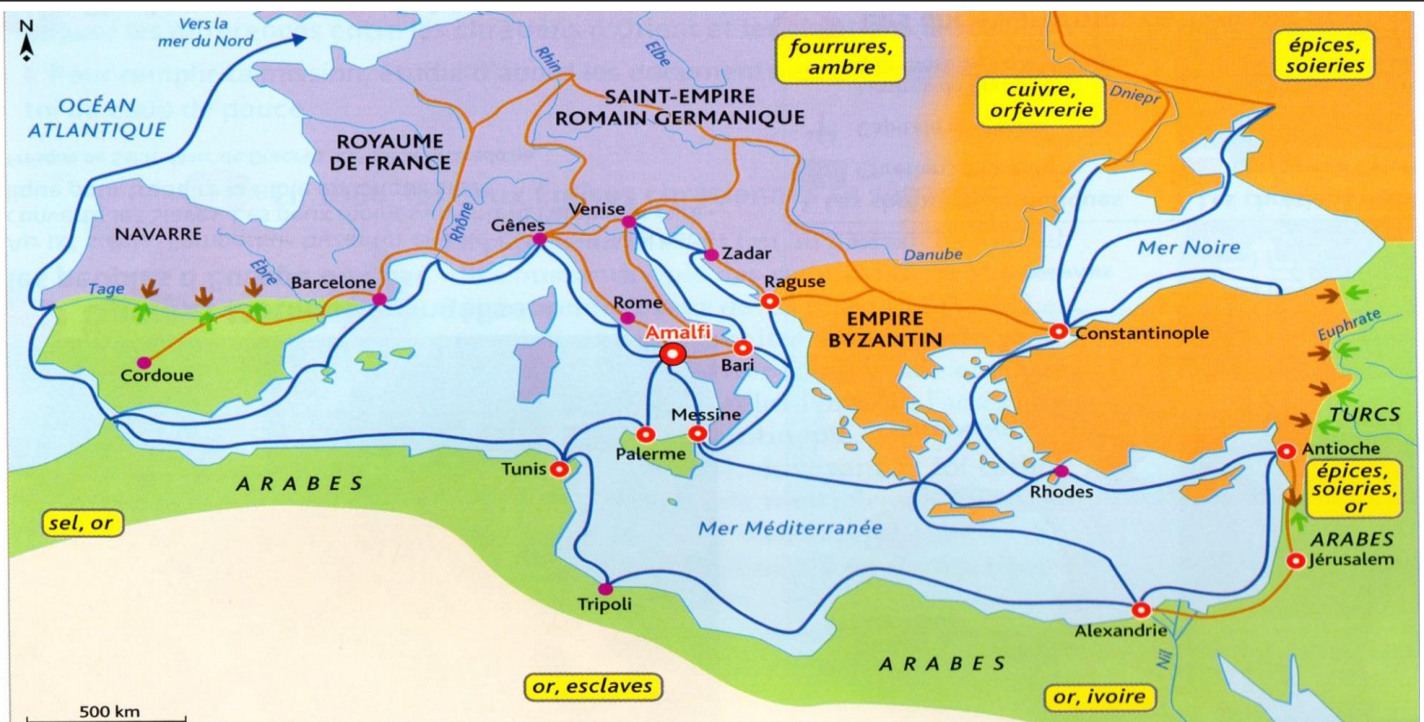 N
Vers la
mer du Nord
OCÉAN
ATLANTIQUE
Rhin
Elbe
fourrures,
ambre
cuivre,
orfèvrerie
épices,
soieries
Dniepr
SAINT-EMPIRE
ROMAIN GERMANIQUE
ROYAUME
DE FRANCE
NAVARRE
Rhône
Gênes
Venise
Zadar
Danube
Mer Noire
Tage
Èbre
Barcelone
Rome
Raguse
Amalfi
EMPIRE
BYZANTIN
Constantinople
Euphrate
Cordoue
Bari
Messine
Palerme
TURCS
Tunis
Antioche
ARABES
Rhodes
épices,
soieries,
or
sel, or
Mer Méditerranée
ARABES
Jérusalem
Tripoli
Alexandrie
Nil
ARABES
or, esclaves
or, ivoire
500 km